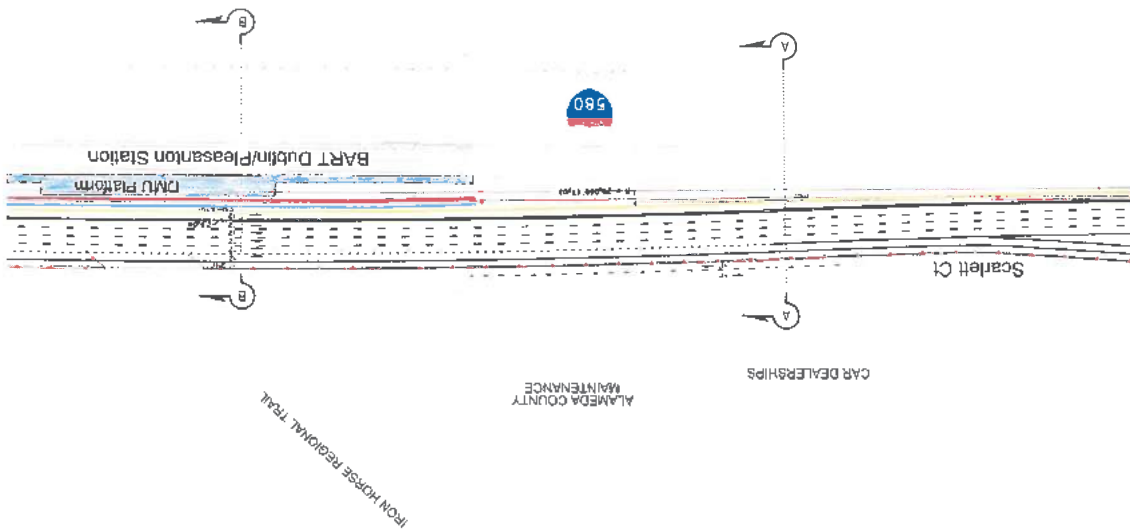 IRON HORSE REGIONAL TRAIL
ALAMEDA COUNTY
MAINTENANCE
CAR DEALERSHIPS
A
B
Scarlett Ct
DMU Platform
BART Dublin/Pleasanton Station
580
A
B